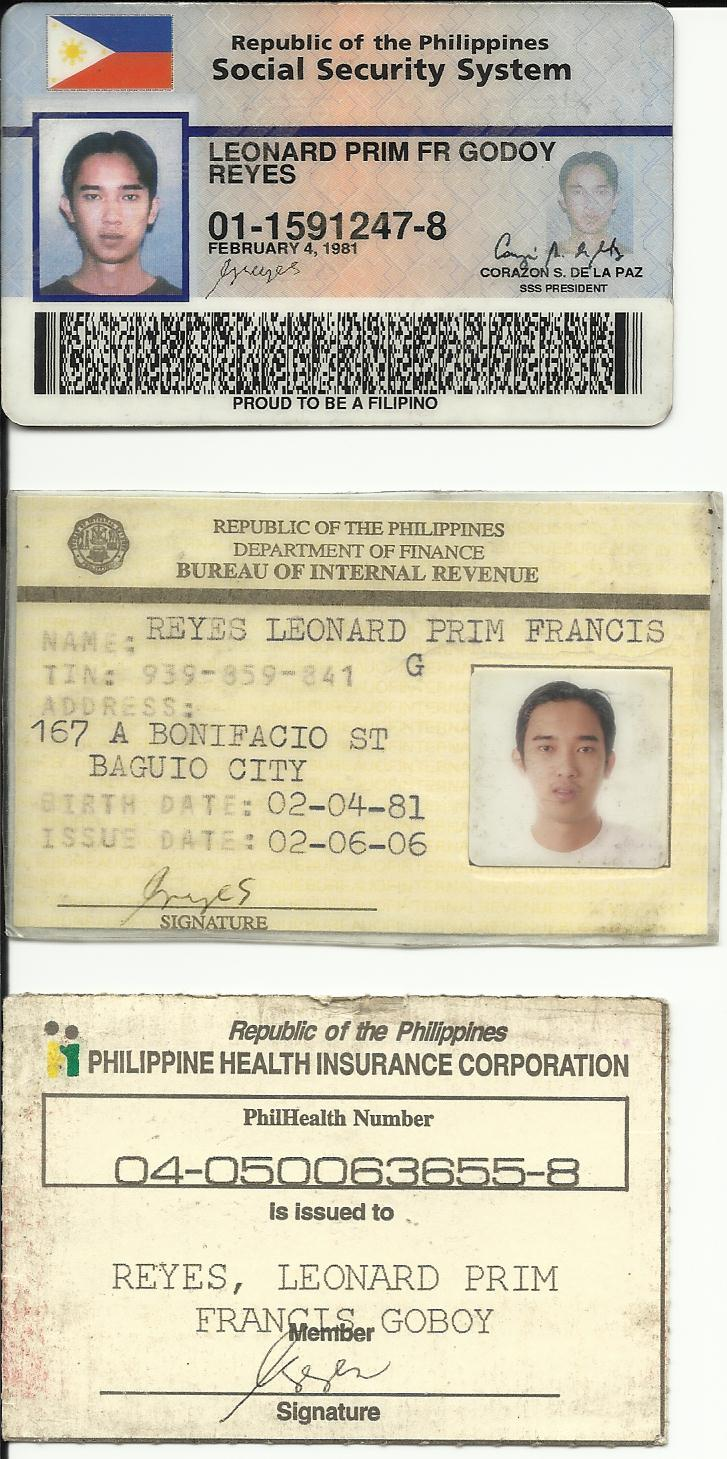 Republic of the Philippines
Social Security System
LEONARD PRIM FR GODOY
REYES
01-1591247-8
FEBRUARY 4, 1981
CORAZON S. DE LA PAZ
SSS PRESIDENT
PROUD TO BE A FILIPINO
REPUBLIC OF THE PHILIPPINES
DEPARTMENT OF FINANCE
BUREAU OF INTERNAL REVENUE
NAME: REYES LEONARD PRIM FRANCIS
TIN: G
ADDRESS:
167 A BONIFACIO ST
BAGUIO CITY
BIRTH DATE: 02-04-81
ISSUE DATE: 02-06-06
SIGNATURE
Republic of the Philippines
PHILIPPINE HEALTH INSURANCE CORPORATION
PhilHealth Number
04-050063655-8
is issued to
REYES, LEONARD PRIM
FRANCIS GOBOY
Member
Signature